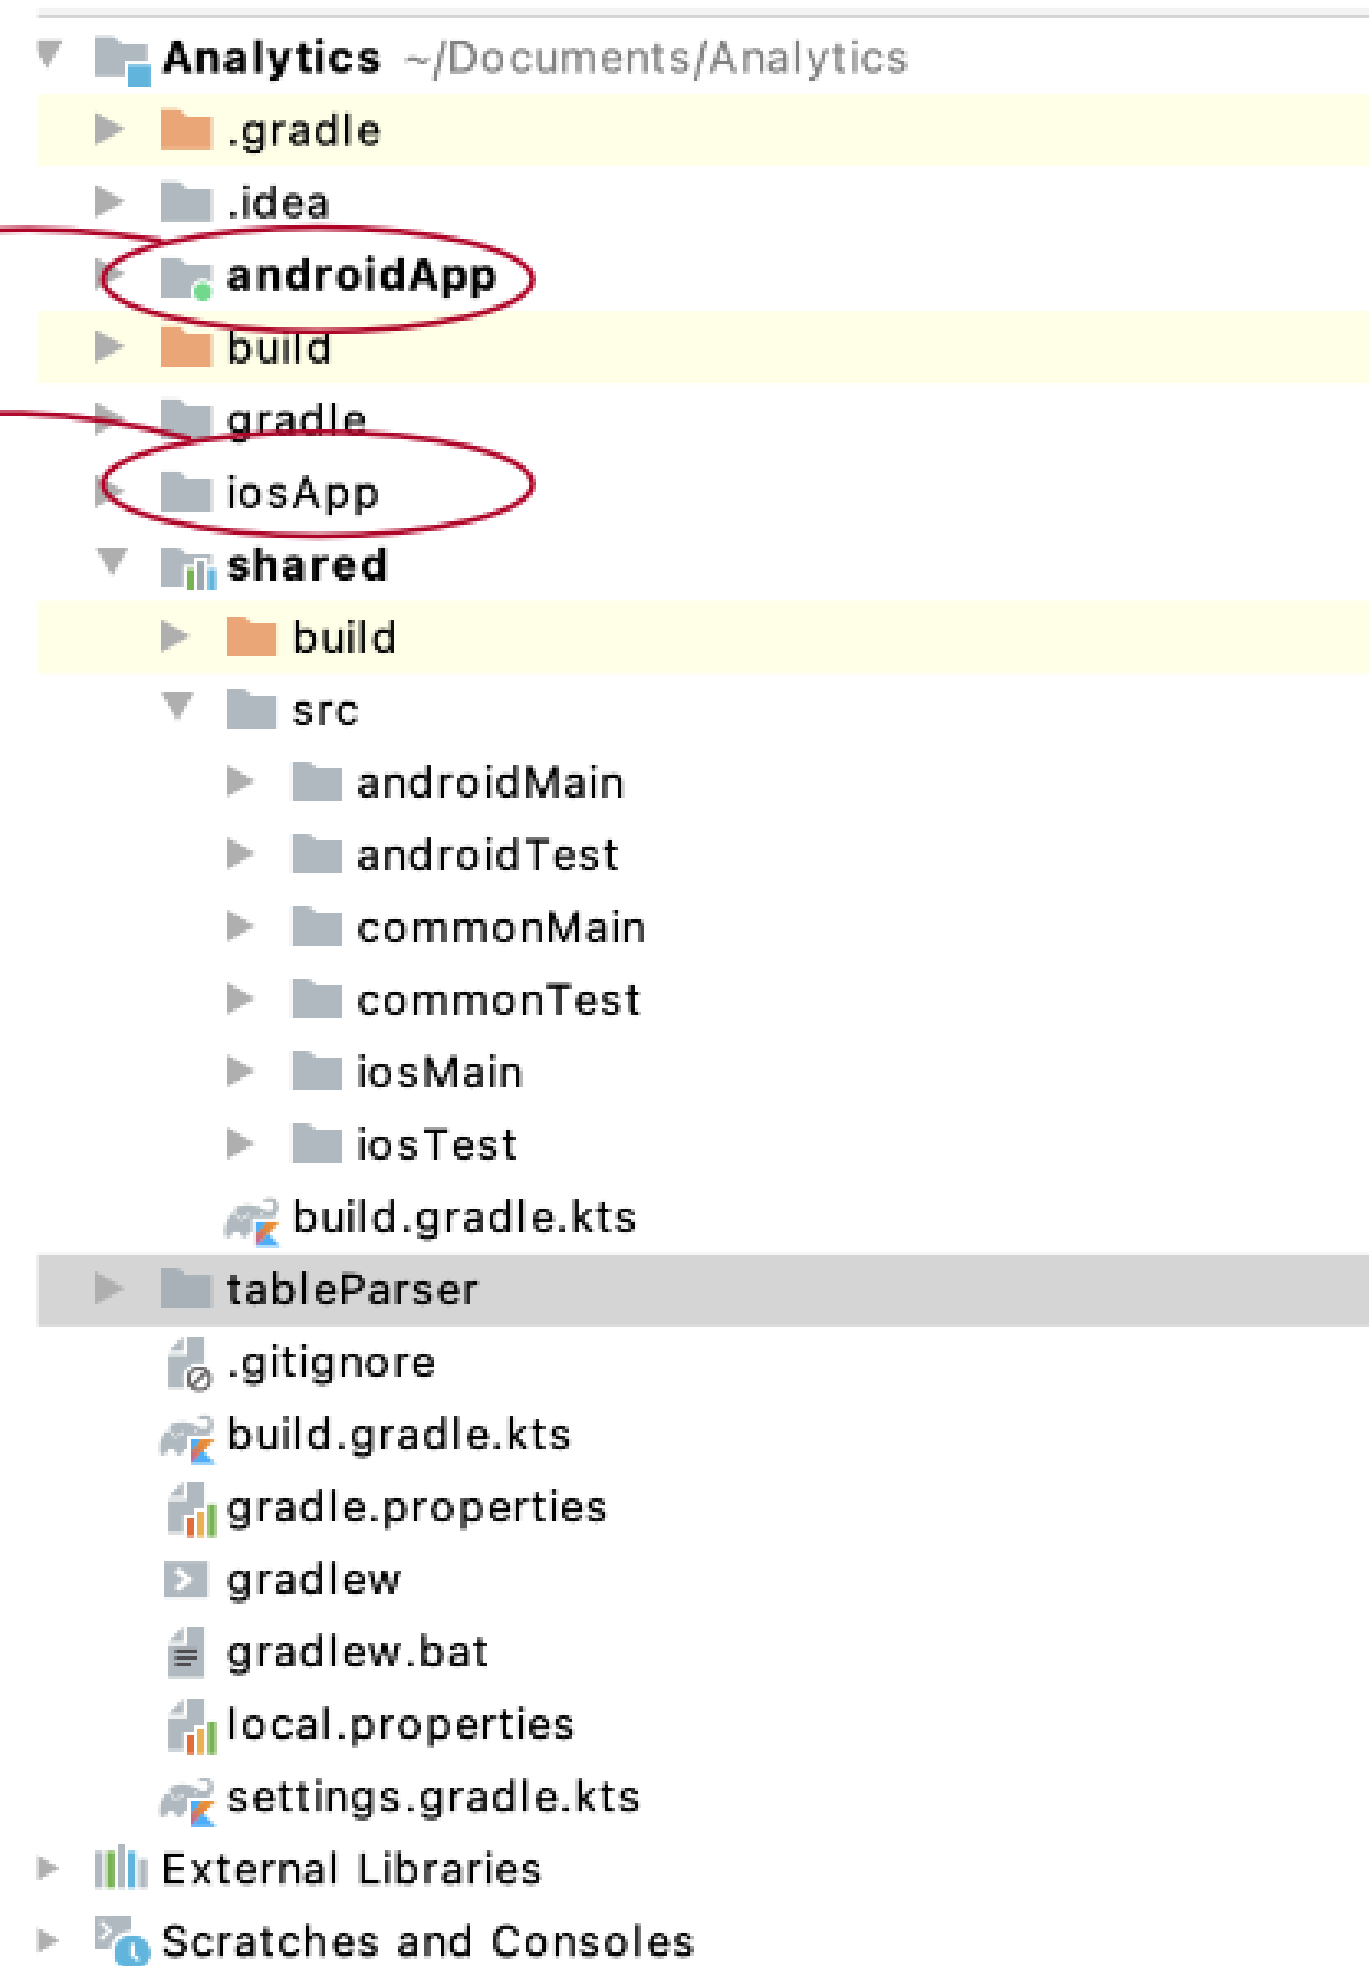 Analytics ~/Documents/Analytics
.gradle
.idea
androidApp
build
gradle
iosApp
shared
build
src
androidMain
androidTest
commonMain
commonTest
iosMain
iosTest
build.gradle.kts
tableParser
.gitignore
build.gradle.kts
gradle.properties
gradlew
gradlew.bat
local.properties
settings.gradle.kts
External Libraries
Scratches and Consoles